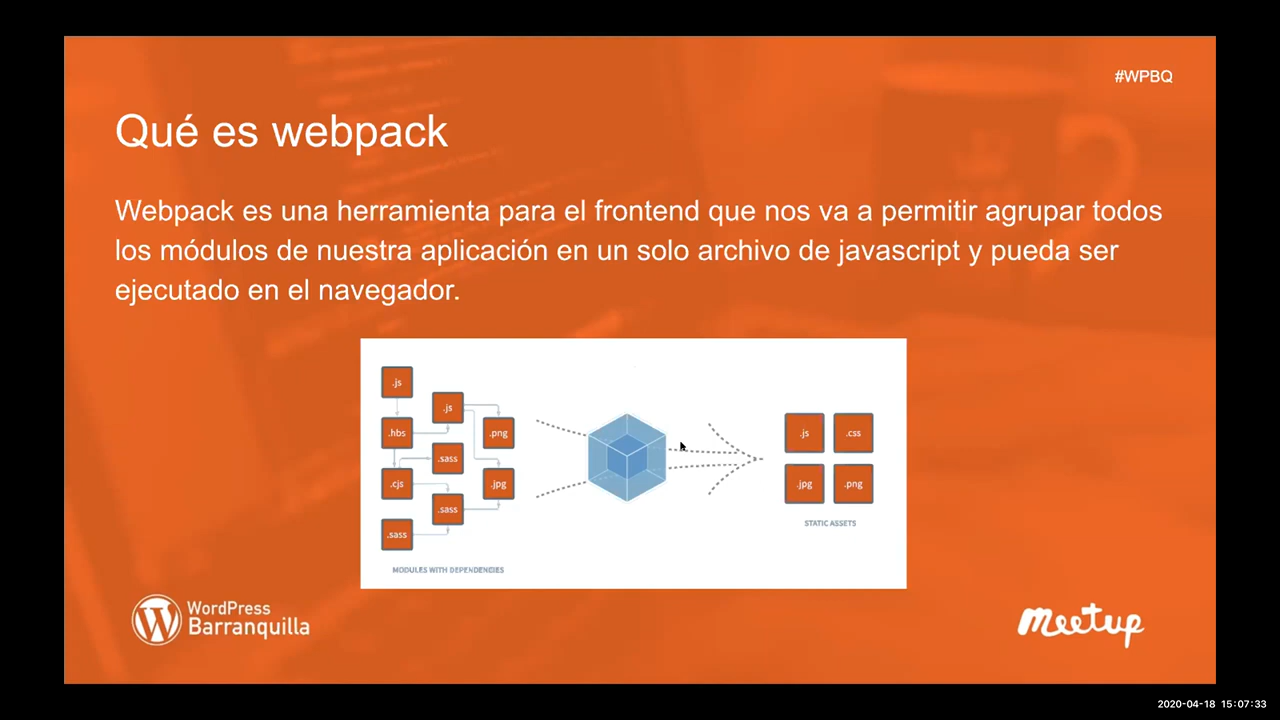 #WPBQ
Qué es webpack
Webpack es una herramienta para el frontend que nos va a permitir agrupar todos
los módulos de nuestra aplicación en un solo archivo de javascript y pueda ser
ejecutado en el navegador.
.js
.js
.hbs
.png
.sass
.cjs
.jpg
.sass
.sass
MODULES WITH DEPENDENCIES
.js .css
.jpg .png
STATIC ASSETS
WordPress
Barranquilla
meetup
2020-04-18 15:07:33